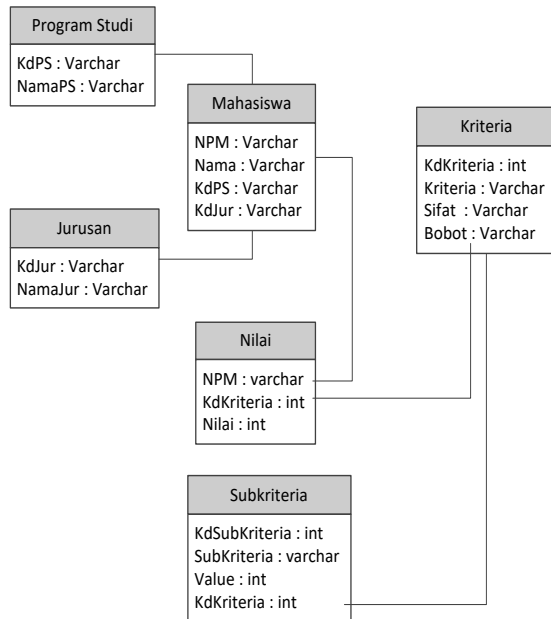 Program Studi
KdPS : Varchar
NamaPS : Varchar
Mahasiswa
NPM : Varchar
Nama : Varchar
KdPS : Varchar
KdJur : Varchar
Kriteria
KdKriteria : int
Kriteria : Varchar
Sifat : Varchar
Bobot : Varchar
Jurusan
KdJur : Varchar
NamaJur : Varchar
Nilai
NPM : varchar
KdKriteria : int
Nilai : int
Subkriteria
KdSubKriteria : int
SubKriteria : varchar
Value : int
KdKriteria : int